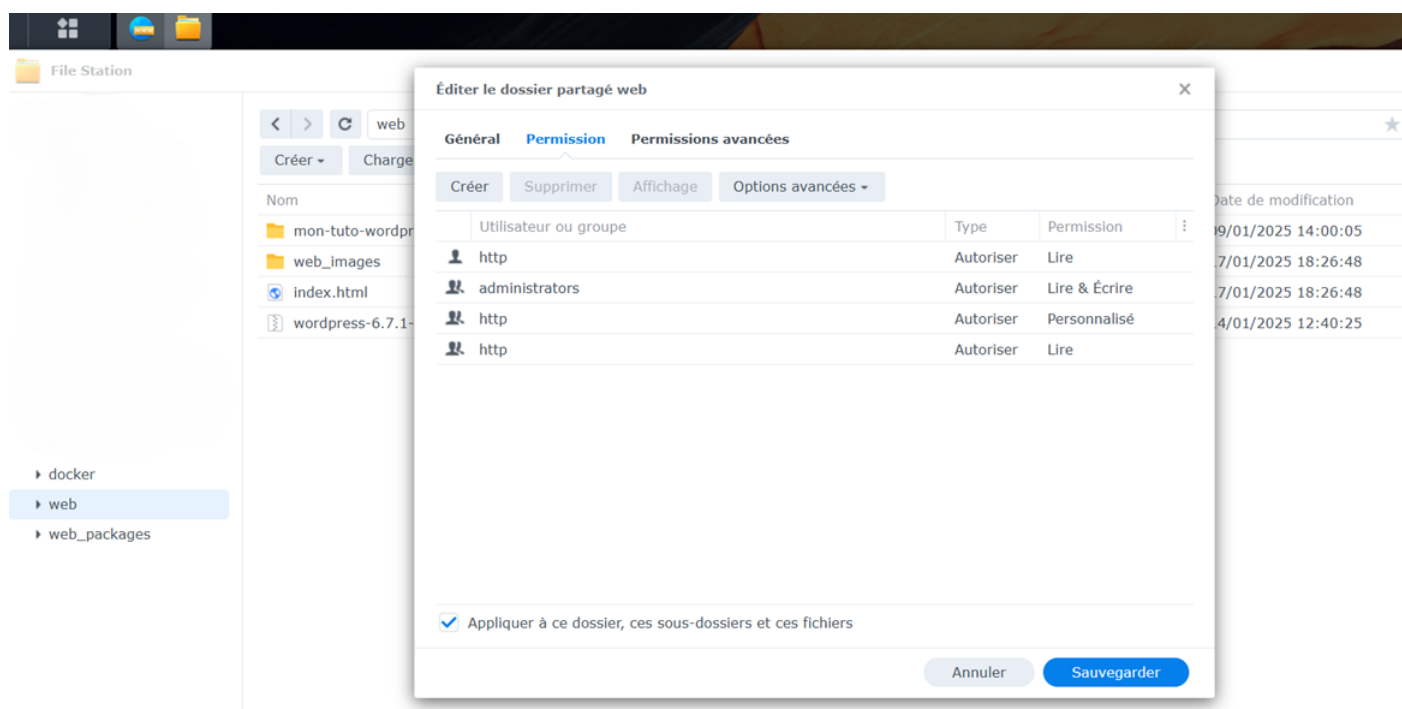 File Station
Éditer le dossier partagé web
web
Général Permission Permissions avancées
Créer Charge
Créer Supprimer Affichage Options avancées
Nom
Date de modification
Utilisateur ou groupe Type Permission
mon-tuto-wordpr
09/01/2025 14:00:05
http Autoriser Lire
web_images
17/01/2025 18:26:48
administrators Autoriser Lire & Écrire
index.html
17/01/2025 18:26:48
http Autoriser Personnalisé
wordpress-6.7.1-
14/01/2025 12:40:25
http Autoriser Lire
docker
web
web_packages
Appliquer à ce dossier, ces sous-dossiers et ces fichiers
Annuler Sauvegarder